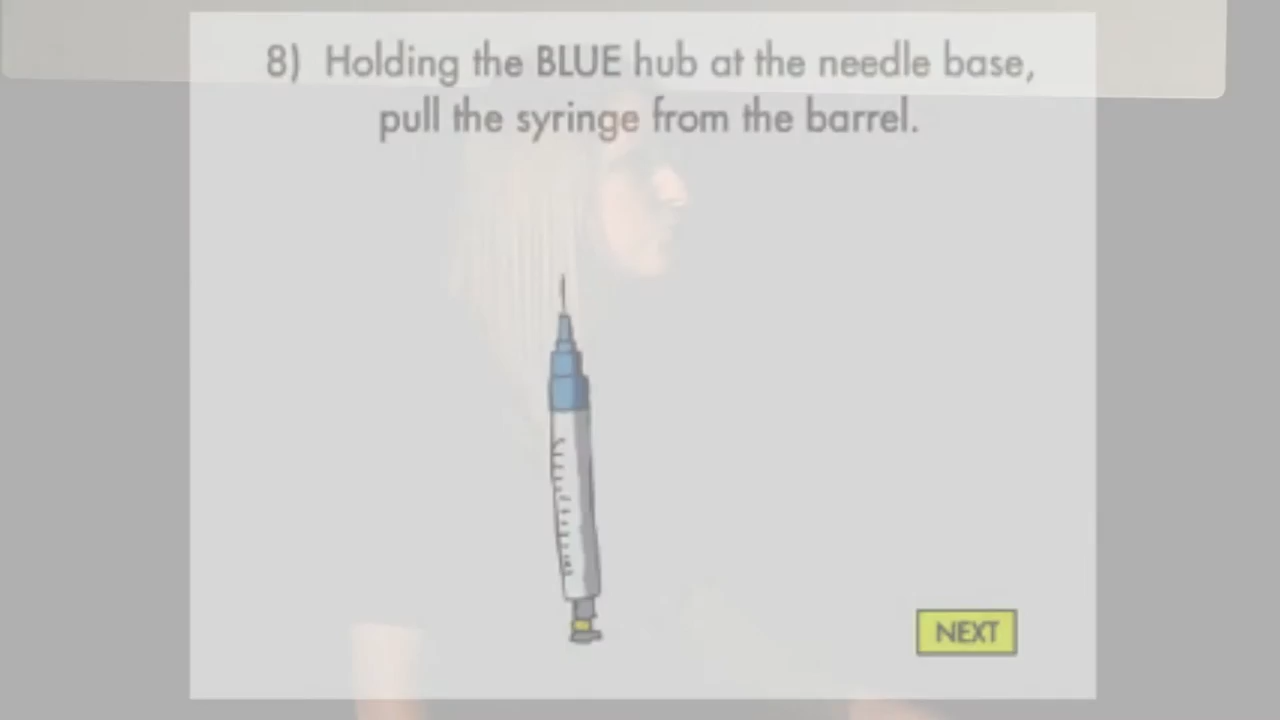 8) Holding the BLUE hub at the needle base,
pull the syringe from the barrel.
NEXT